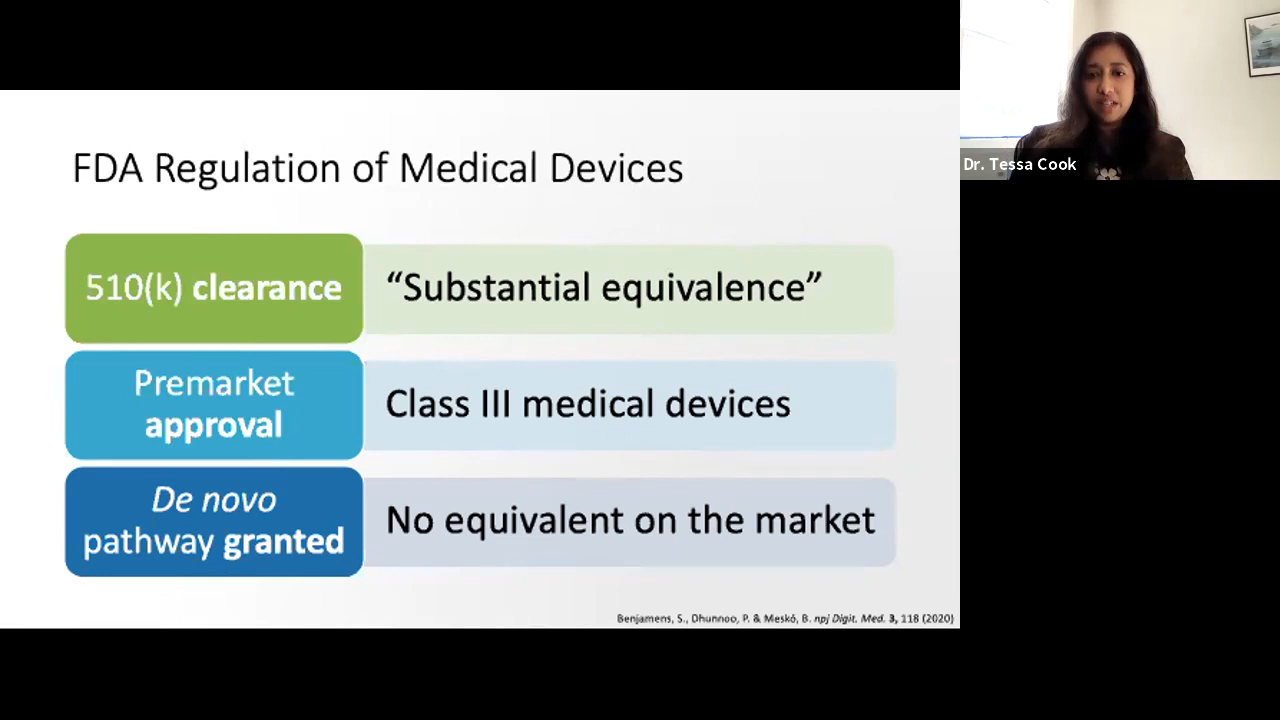 FDA Regulation of Medical Devices
510(k) clearance
“Substantial equivalence”
Premarket
approval
Class III medical devices
De novo
pathway granted
No equivalent on the market
Benjamens, S., Dhunnoo, P. & Meskó, B. npj Digit. Med. 3, 118 (2020)
Dr. Tessa Cook